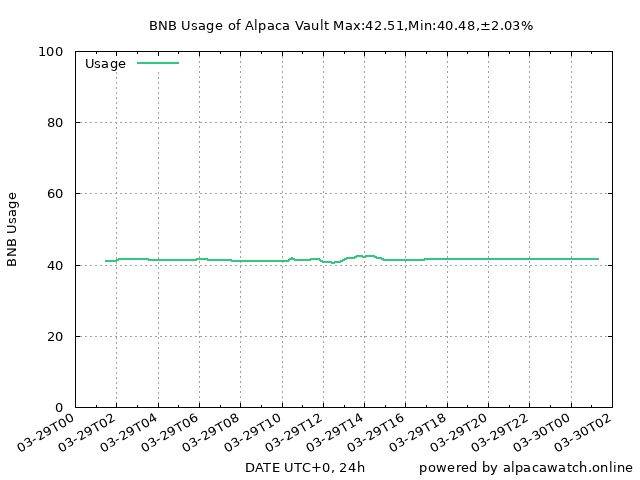 BNB Usage of Alpaca Vault Max:42.51,Min:40.48,±2.03%
Usage
BNB Usage
100
80
60
40
20
0
03-29T00
03-29T02
03-29T04
03-29T06
03-29T08
03-29T10
03-29T12
03-29T14
03-29T16
03-29T18
03-29T20
03-29T22
03-30T00
03-30T02
DATE UTC+0, 24h
powered by alpacawatch.online